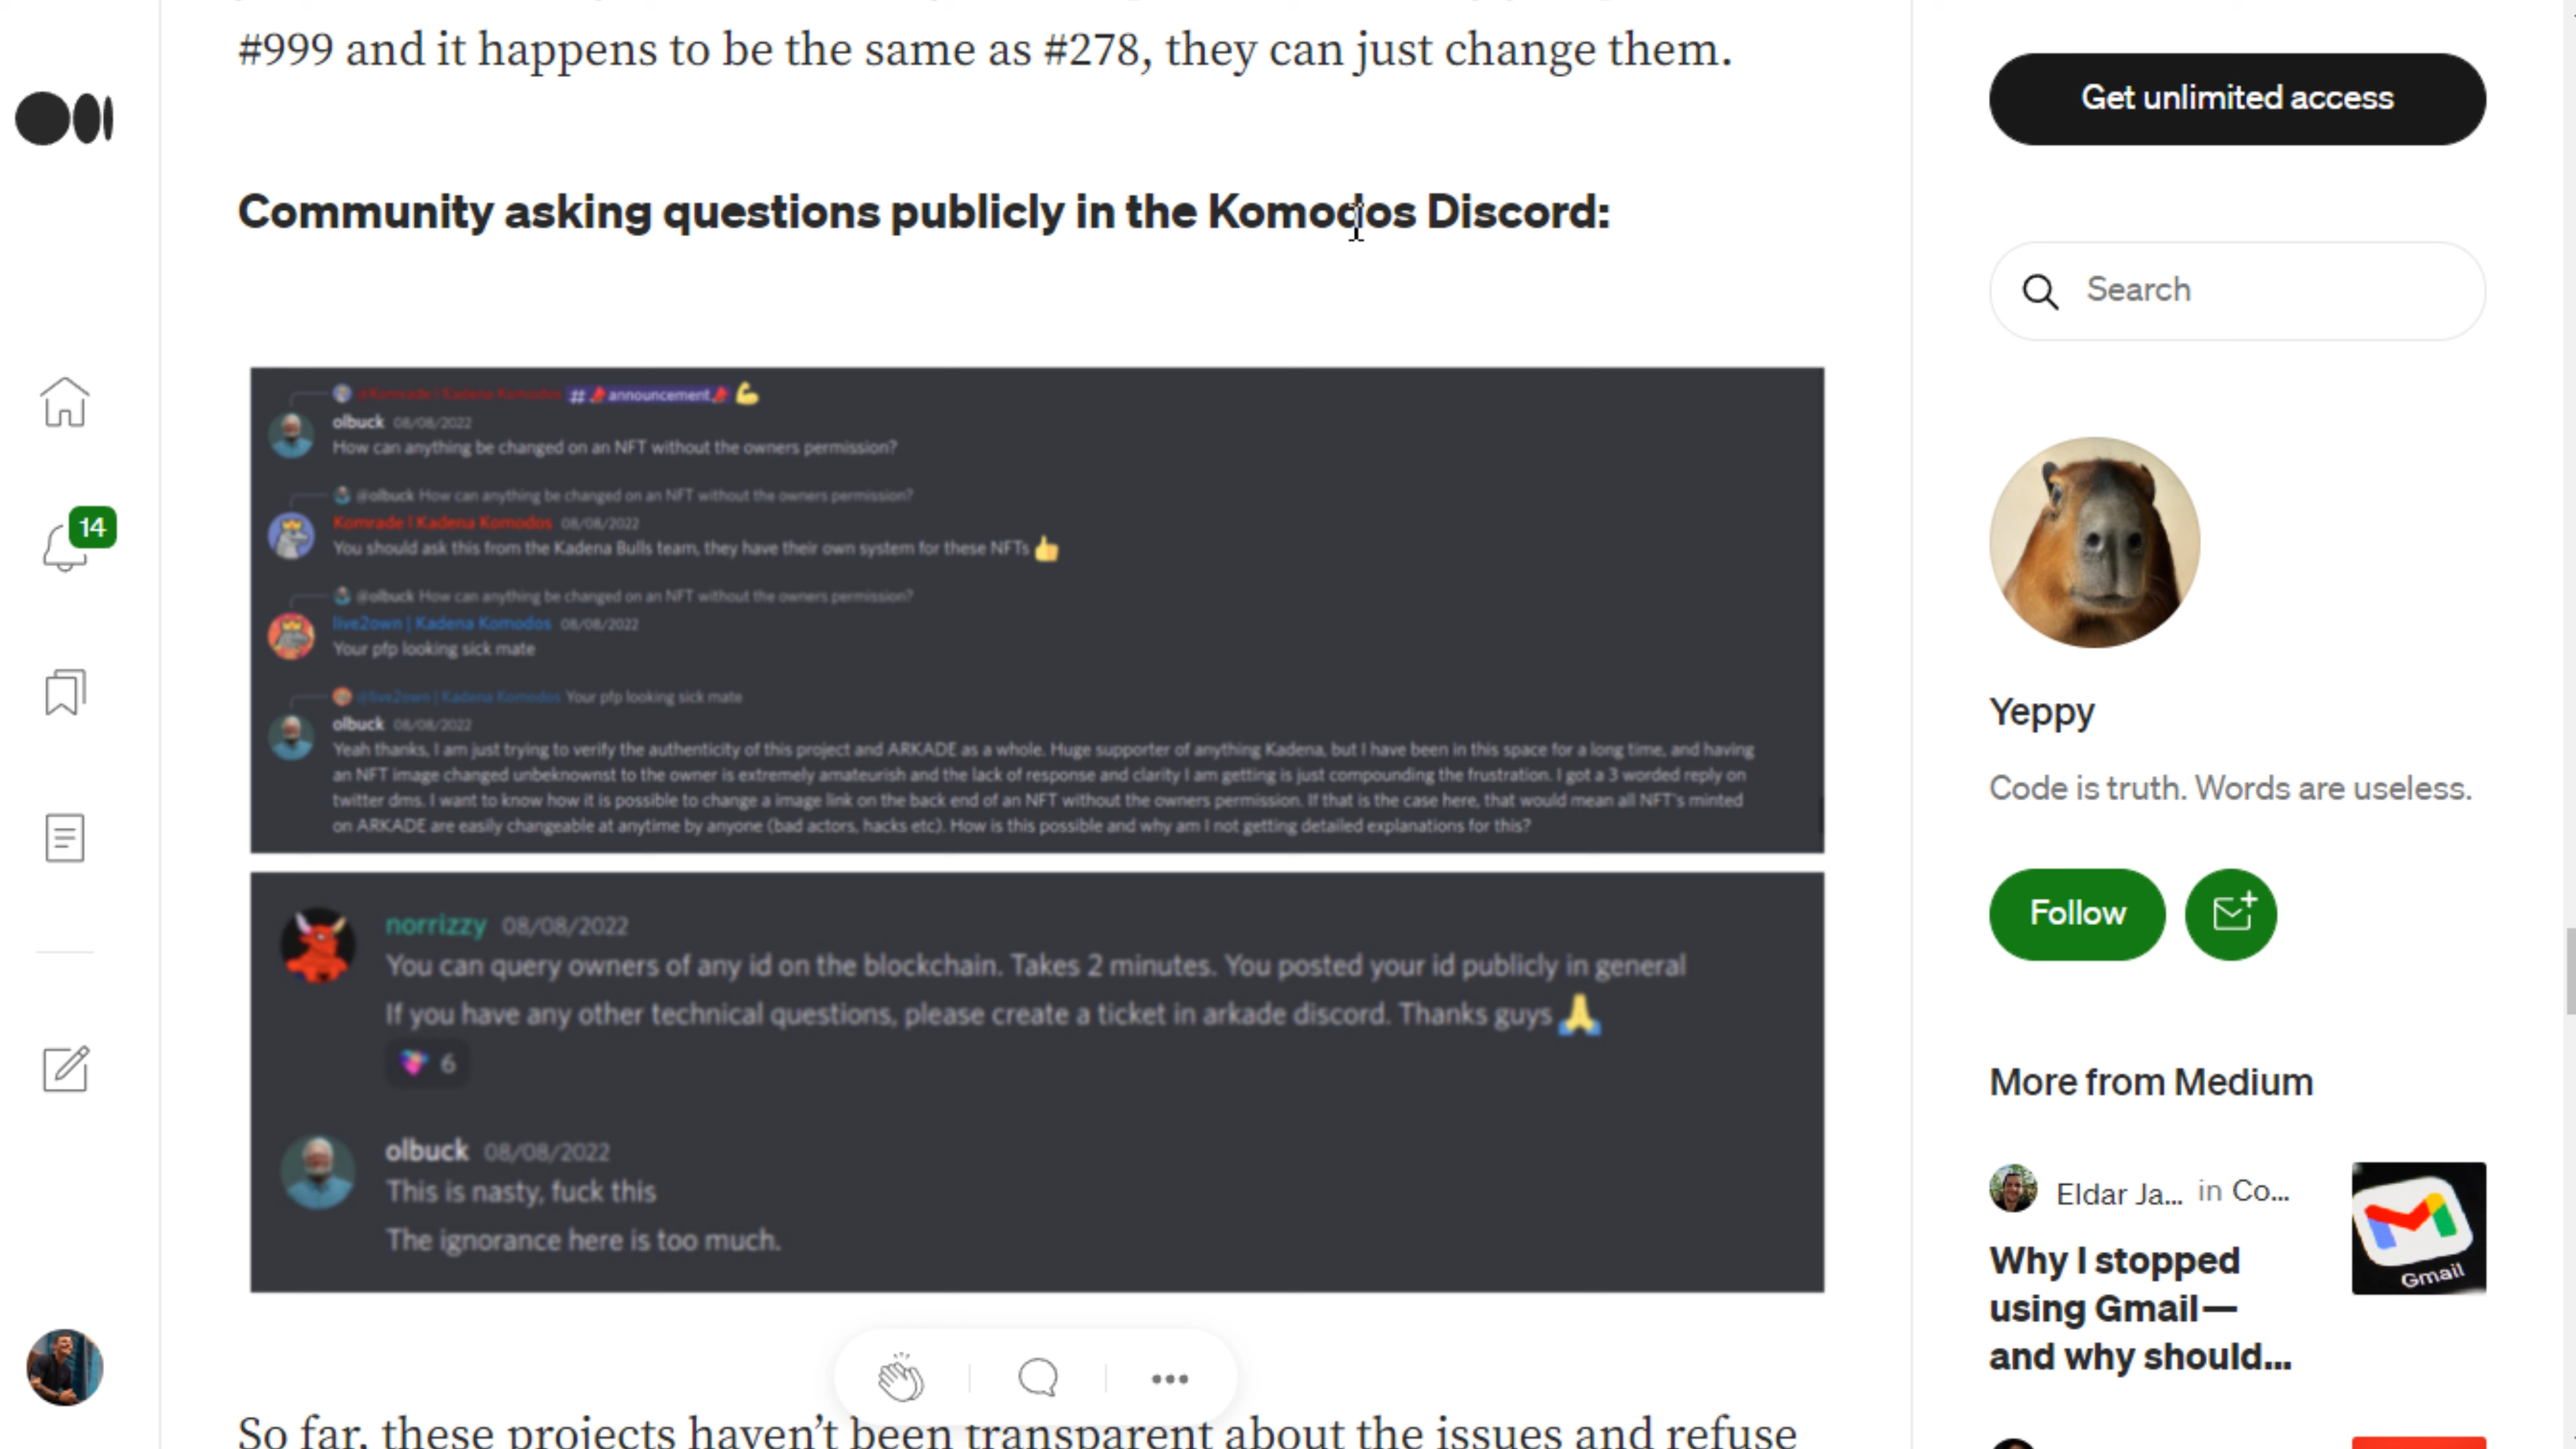 #999 and it happens to be the same as #278, they can just change them.
Community asking questions publicly in the Komodos Discord:
@Komrade | Kadena Komodos # announcement
olbuck 08/08/2022
How can anything be changed on an NFT without the owners permission?
@olbuck How can anything be changed on an NFT without the owners permission?
Komrade | Kadena Komodos 08/08/2022
You should ask this from the Kadena Bulls team, they have their own system for these NFTs
@olbuck How can anything be changed on an NFT without the owners permission?
live2own | Kadena Komodos 08/08/2022
Your pfp looking sick mate
@live2own | Kadena Komodos Your pfp looking sick mate
olbuck 08/08/2022
Yeah thanks, I am just trying to verify the authenticity of this project and ARKADE as a whole. Huge supporter of anything Kadena, but I have been in this space for a long time, and having
an NFT image changed unbeknownst to the owner is extremely amateurish and the lack of response and clarity I am getting is just compounding the frustration. I got a 3 worded reply on
twitter dms. I want to know how it is possible to change a image link on the back end of an NFT without the owners permission. If that is the case here, that would mean all NFT's minted
on ARKADE are easily changeable at anytime by anyone (bad actors, hacks etc). How is this possible and why am I not getting detailed explanations for this?
norrizzy 08/08/2022
You can query owners of any id on the blockchain. Takes 2 minutes. You posted your id publicly in general
If you have any other technical questions, please create a ticket in arkade discord. Thanks guys 🙏
6
olbuck 08/08/2022
This is nasty, fuck this
The ignorance here is too much.
So far, these projects haven't been transparent about the issues and refuse
14
Get unlimited access
Search
Yeppy
Code is truth. Words are useless.
Follow
More from Medium
Eldar Ja... in Co...
Why I stopped
using Gmail—
and why should...
Gmail